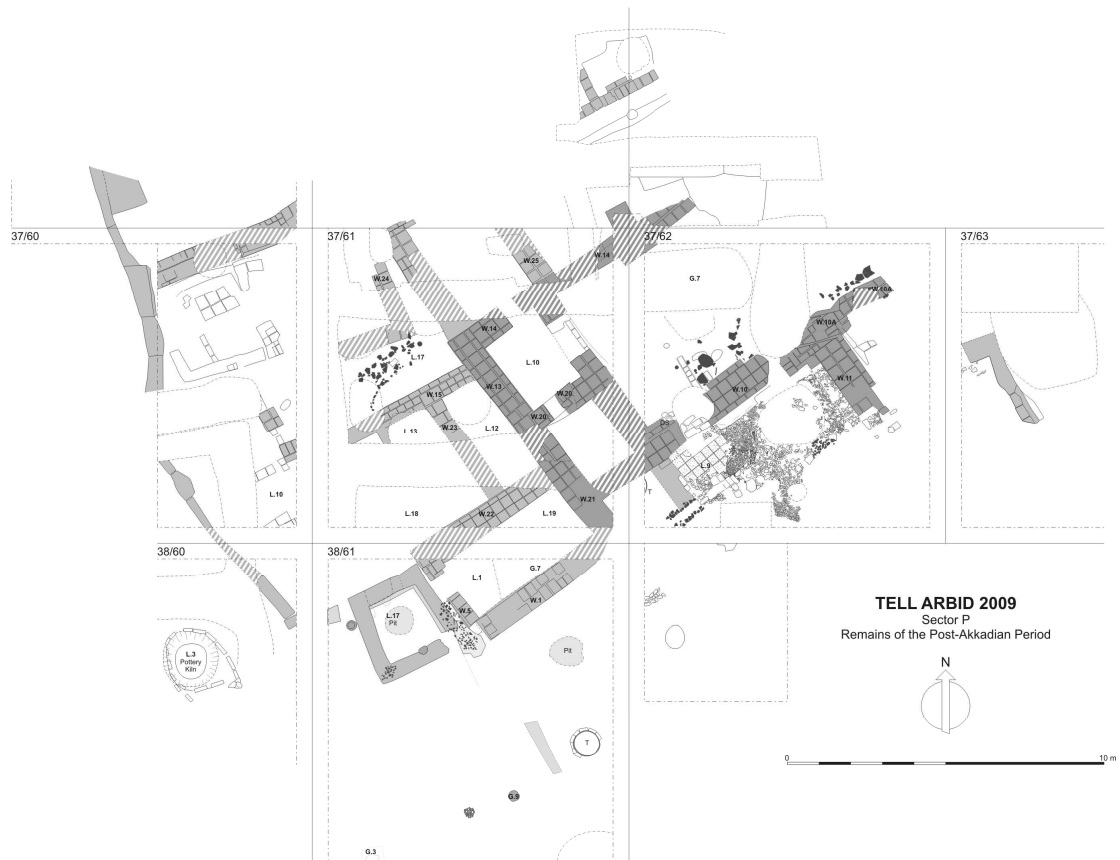 37/60
37/61
37/62
37/63
W.14
W.25
W.24
G.7
W.10A
W.10A
W.14
L.17
L.10
W.13
W.10
W.11
W.15
W.20
W.20
L.13
W.23
L.12
DS
L.9
L.10
T
W.21
L.18
W.22
L.19
38/60
38/61
L.1
G.7
W.1
W.5
L.17
Pit
Pit
L.3
Pottery
Kiln
T
G.9
G.3
TELL ARBID 2009
Sector P
Remains of the Post-Akkadian Period
N
0
10 m